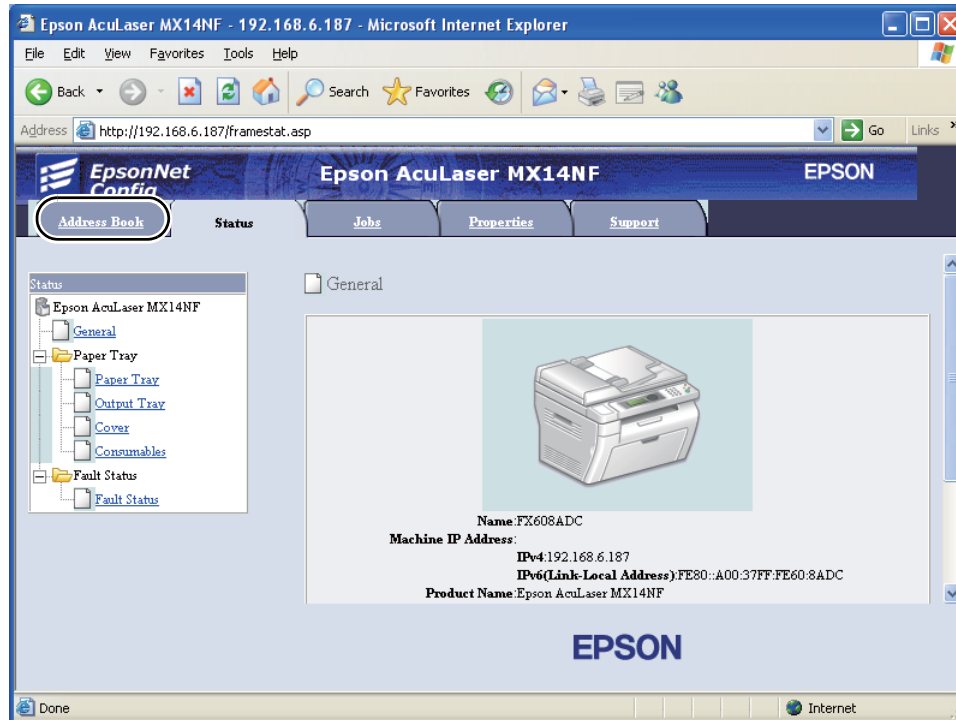 Epson AcuLaser MX14NF - 192.168.6.187 - Microsoft Internet Explorer
File Edit View Favorites Tools Help
Back Search Favorites
Address http://192.168.6.187/framestat.asp Go Links »
EpsonNet Config Epson AcuLaser MX14NF EPSON
Address Book Status Jobs Properties Support
Status
Epson AcuLaser MX14NF
General
Paper Tray
Paper Tray
Output Tray
Cover
Consumables
Fault Status
Fault Status
General
Name:FX608ADC
Machine IP Address:
IPv4:192.168.6.187
IPv6(Link-Local Address):FE80::A00:37FF:FE60:8ADC
Product Name:Epson AcuLaser MX14NF
EPSON
Done Internet